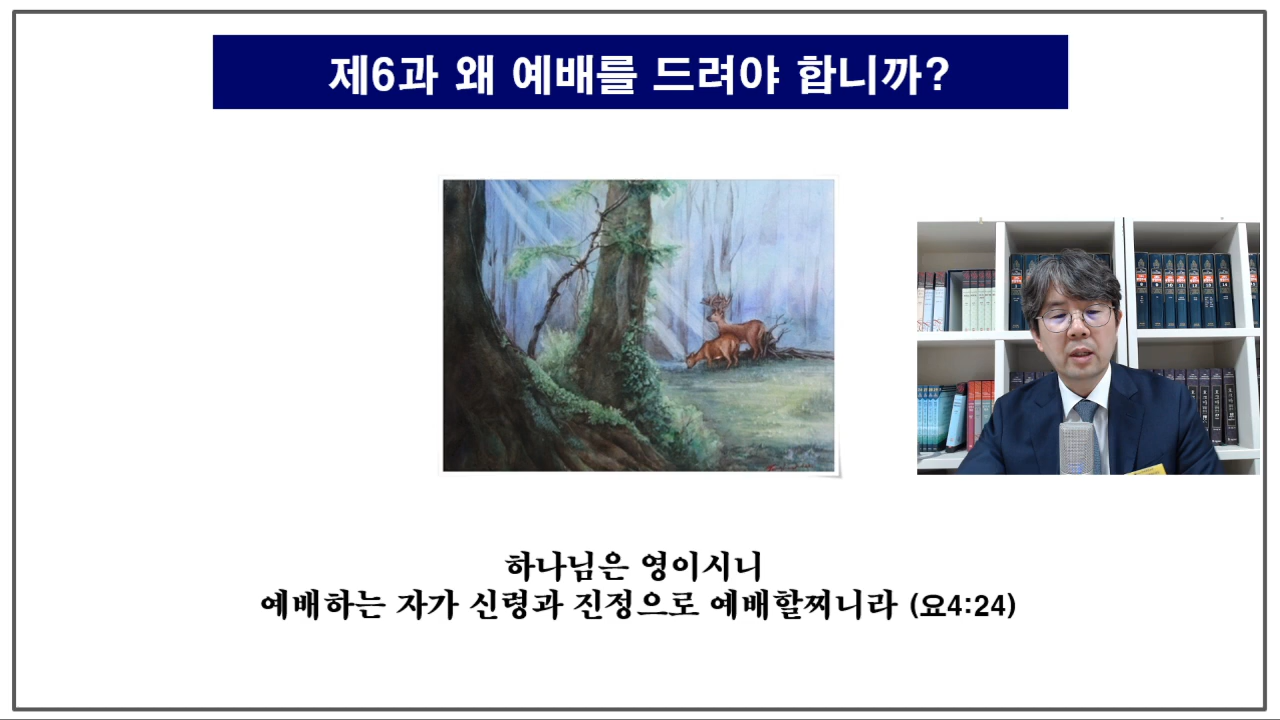 제6과 왜 예배를 드려야 합니까?
하나님은 영이시니
예배하는 자가 신령과 진정으로 예배할찌니라 (요4:24)